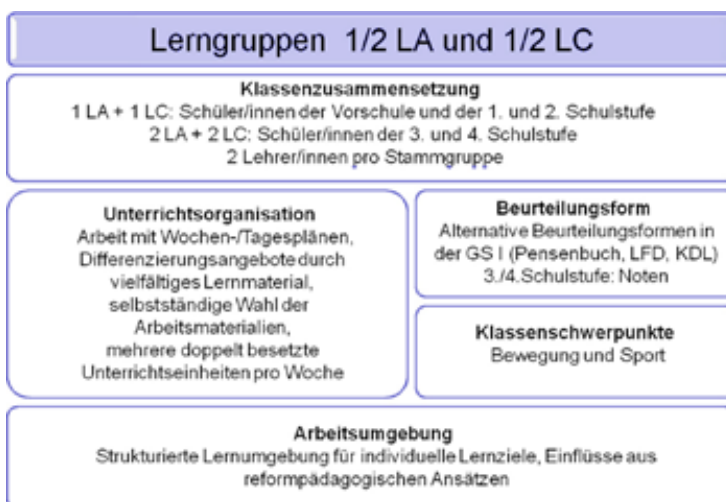 Lerngruppen 1/2 LA und 1/2 LC
Klassenzusammensetzung
1 LA + 1 LC: Schüler/innen der Vorschule und der 1. und 2. Schulstufe
2 LA + 2 LC: Schüler/innen der 3. und 4. Schulstufe
2 Lehrer/innen pro Stammgruppe
Unterrichtsorganisation
Arbeit mit Wochen-/Tagesplänen,
Differenzierungsangebote durch
vielfältiges Lernmaterial,
selbstständige Wahl der
Arbeitsmaterialien,
mehrere doppelt besetzte
Unterrichtseinheiten pro Woche
Beurteilungsform
Alternative Beurteilungsformen in
der GS I (Pensenbuch, LFD, KDL)
3./4.Schulstufe: Noten
Klassenschwerpunkte
Bewegung und Sport
Arbeitsumgebung
Strukturierte Lernumgebung für individuelle Lernziele, Einflüsse aus
reformpädagogischen Ansätzen